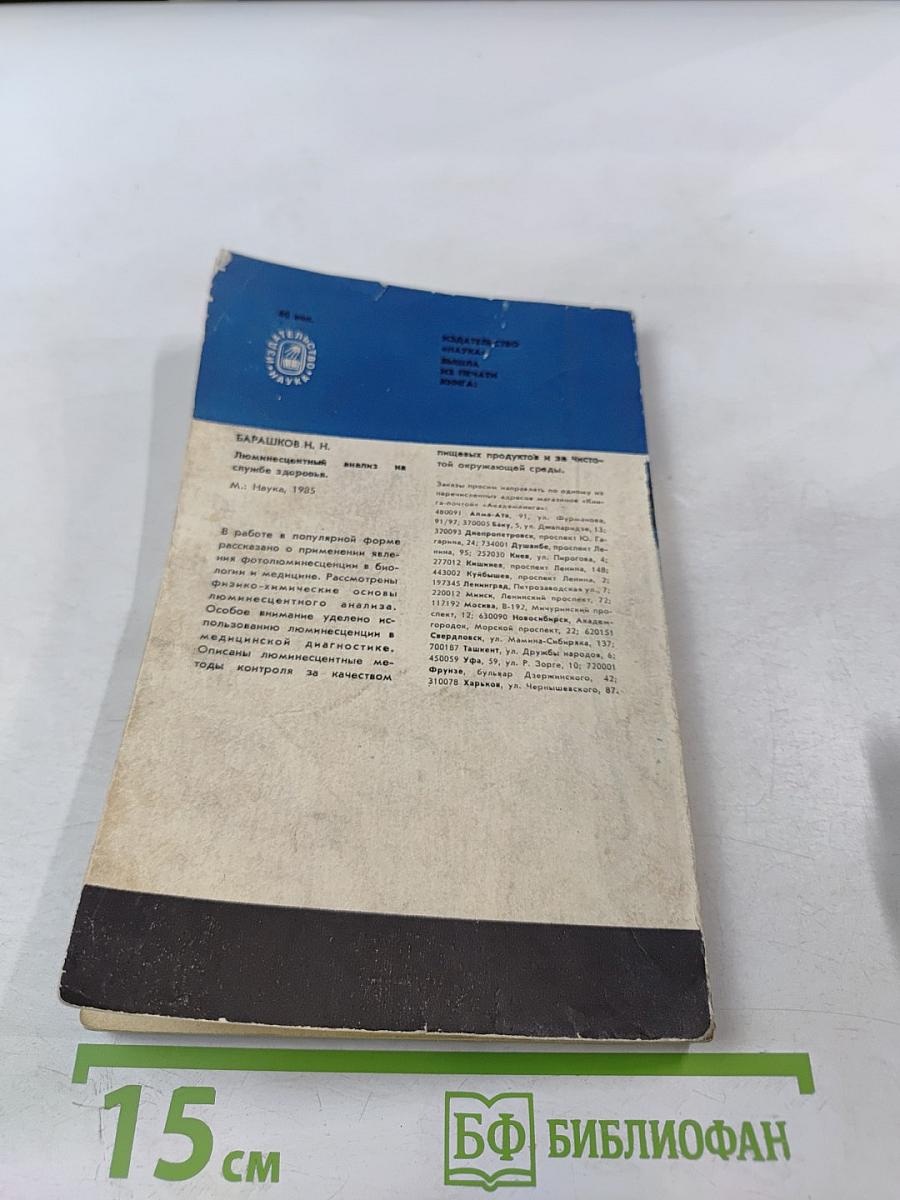 коп.
ИЗДАТЕЛЬСТВО
•НАУКА•
ИЗДАТЕЛЬСТВО
«НАУКА»
ВЫШЛА
ИЗ ПЕЧАТИ
КНИГА:
БАРАШКОВ Н. Н.
Люминесцентный анализ на
службе здоровья.
М.: Наука, 1985
В работе в популярной форме
рассказано о применении явле-
ния фотолюминесценции в био-
логии и медицине. Рассмотрены
физико-химические основы
люминесцентного анализа.
Особое внимание уделено ис-
пользованию люминесценции в
медицинской диагностике.
Описаны люминесцентные ме-
тоды контроля за качеством
пищевых продуктов и за чисто-
той окружающей среды.
Заказы просим направлять по одному из
перечисленных адресов магазинов «Кни-
га-почтой» «Академкнига»:
480091 Алма-Ата, 91, ул. Фурманова,
91/97; 370005 Баку, 5, ул. Джапаридзе, 13;
320093 Днепропетровск, проспект Ю. Га-
гарина, 24; 734001 Душанбе, проспект Ле-
нина, 95; 252030 Киев, ул. Пирогова, 4;
277012 Кишинев, проспект Ленина, 148;
443002 Куйбышев, проспект Ленина, 2;
197345 Ленинград, Петрозаводская ул., 7;
220012 Минск, Ленинский проспект, 72;
117192 Москва, В-192, Мичуринский про-
спект, 12; 630090 Новосибирск, Академ-
городок, Морской проспект, 22; 620151
Свердловск, ул. Мамина-Сибиряка, 137;
700187 Ташкент, ул. Дружбы народов, 6;
450059 Уфа, 59, ул. Р. Зорге, 10; 720001
Фрунзе, бульвар Дзержинского, 42;
310078 Харьков, ул. Чернышевского, 87.
15 см
БФ БИБЛИОФАН